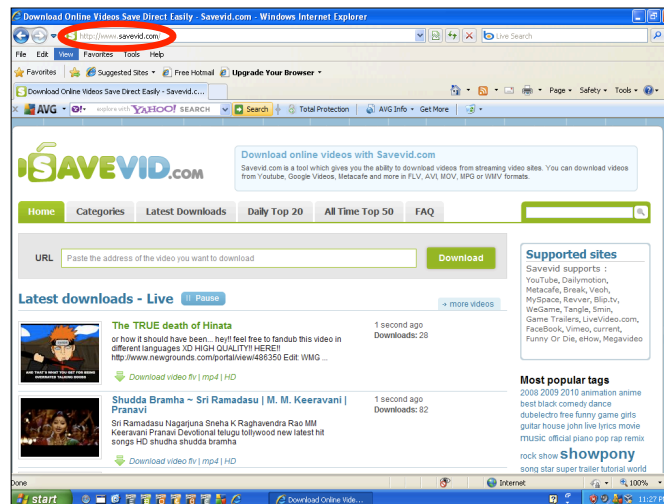 Download Online Videos Save Direct Easily - Savevid.com - Windows Internet Explorer
http://www.savevid.com/
Live Search
File Edit View Favorites Tools Help
Favorites Suggested Sites Free Hotmail Upgrade Your Browser
Download Online Videos Save Direct Easily - Savevid.c...
Page Safety Tools
AVG explore with YAHOO! SEARCH Search Total Protection AVG Info Get More
SAVEVID.COM
Download online videos with Savevid.com
Savevid.com is a tool which gives you the ability to download videos from streaming video sites. You can download videos
from Youtube, Google Videos, Metacafe and more in FLV, AVI, MOV, MPG or WMV
formats.
Home Categories Latest Downloads Daily Top 20 All Time Top 50 FAQ
URL Paste the address of the video you want to download Download
Latest downloads - Live Pause
→ more videos
The TRUE death of Hinata
or how it should have been... hey!! feel free to fandub this video in
different languages XD HIGH QUALITY!! HERE!!
http://www.newgrounds.com/portal/view/486350 Edit: WMG ...
Download video flv | mp4 | HD
1 second
ago
Downloads: 28
Shudda Bramha ~ Sri Ramadasu | M. M. Keeravani |
Pranavi
Sri Ramadasu Nagarjuna Sneha K Raghavendra Rao MM
Keeravani Pranavi Devotional telugu tollywood new latest hit
songs HD shudha shudda bramha
Download video flv | mp4 | HD
1 second ago
Downloads: 82
Supported sites
Savevid supports :
YouTube, Dailymotion,
Metacafe, Break, Veoh,
MySpace, Revver, Blip.tv,
WeGame, Tangle, 5min,
Game Trailers, LiveVideo.com,
FaceBook, Vimeo, current,
Funny Or Die, eHow, Megavideo
Most popular tags
2008 2009 2010 animation anime
best black comedy dance
dubelectro free funny game girls
guitar house john live lyrics movie
music official piano pop rap remix
rock show showpony
song star super trailer tutorial world
Done
Internet
100%
start
Download Online Vide...
11:27 P